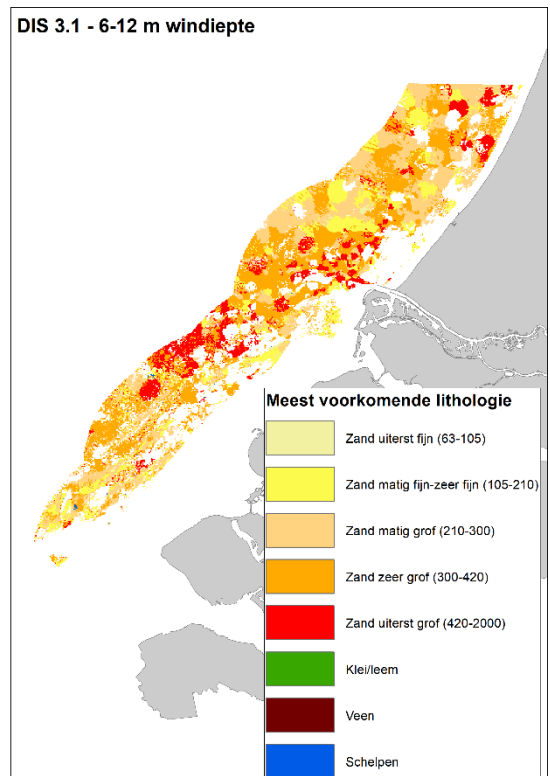 DIS 3.1 - 6-12 m windiepte
Meest voorkomende lithologie
Zand uiterst fijn (63-105)
Zand matig fijn-zeer fijn (105-210)
Zand matig grof (210-300)
Zand zeer grof (300-420)
Zand uiterst grof (420-2000)
Klei/leem
Veen
Schelpen